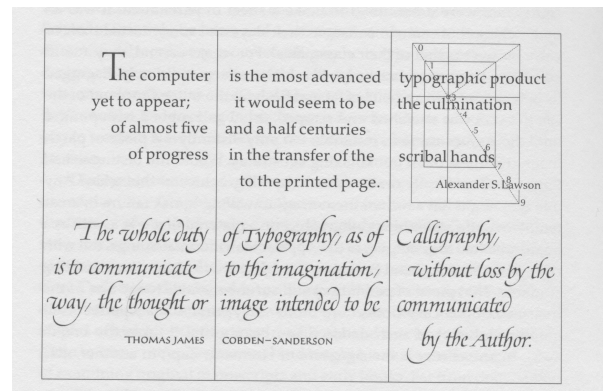 The computer is the most advanced typographic product
yet to appear; it would seem to be the culmination
of almost five and a half centuries
of progress in the transfer of the scribal hands
to the printed page.
Alexander S. Lawson
0
1
3
4
5
6
7
8
9
The whole duty of Typography, as of Calligraphy,
is to communicate to the imagination, without loss by the
way, the thought or image intended to be communicated
by the Author.
THOMAS JAMES COBDEN-SANDERSON